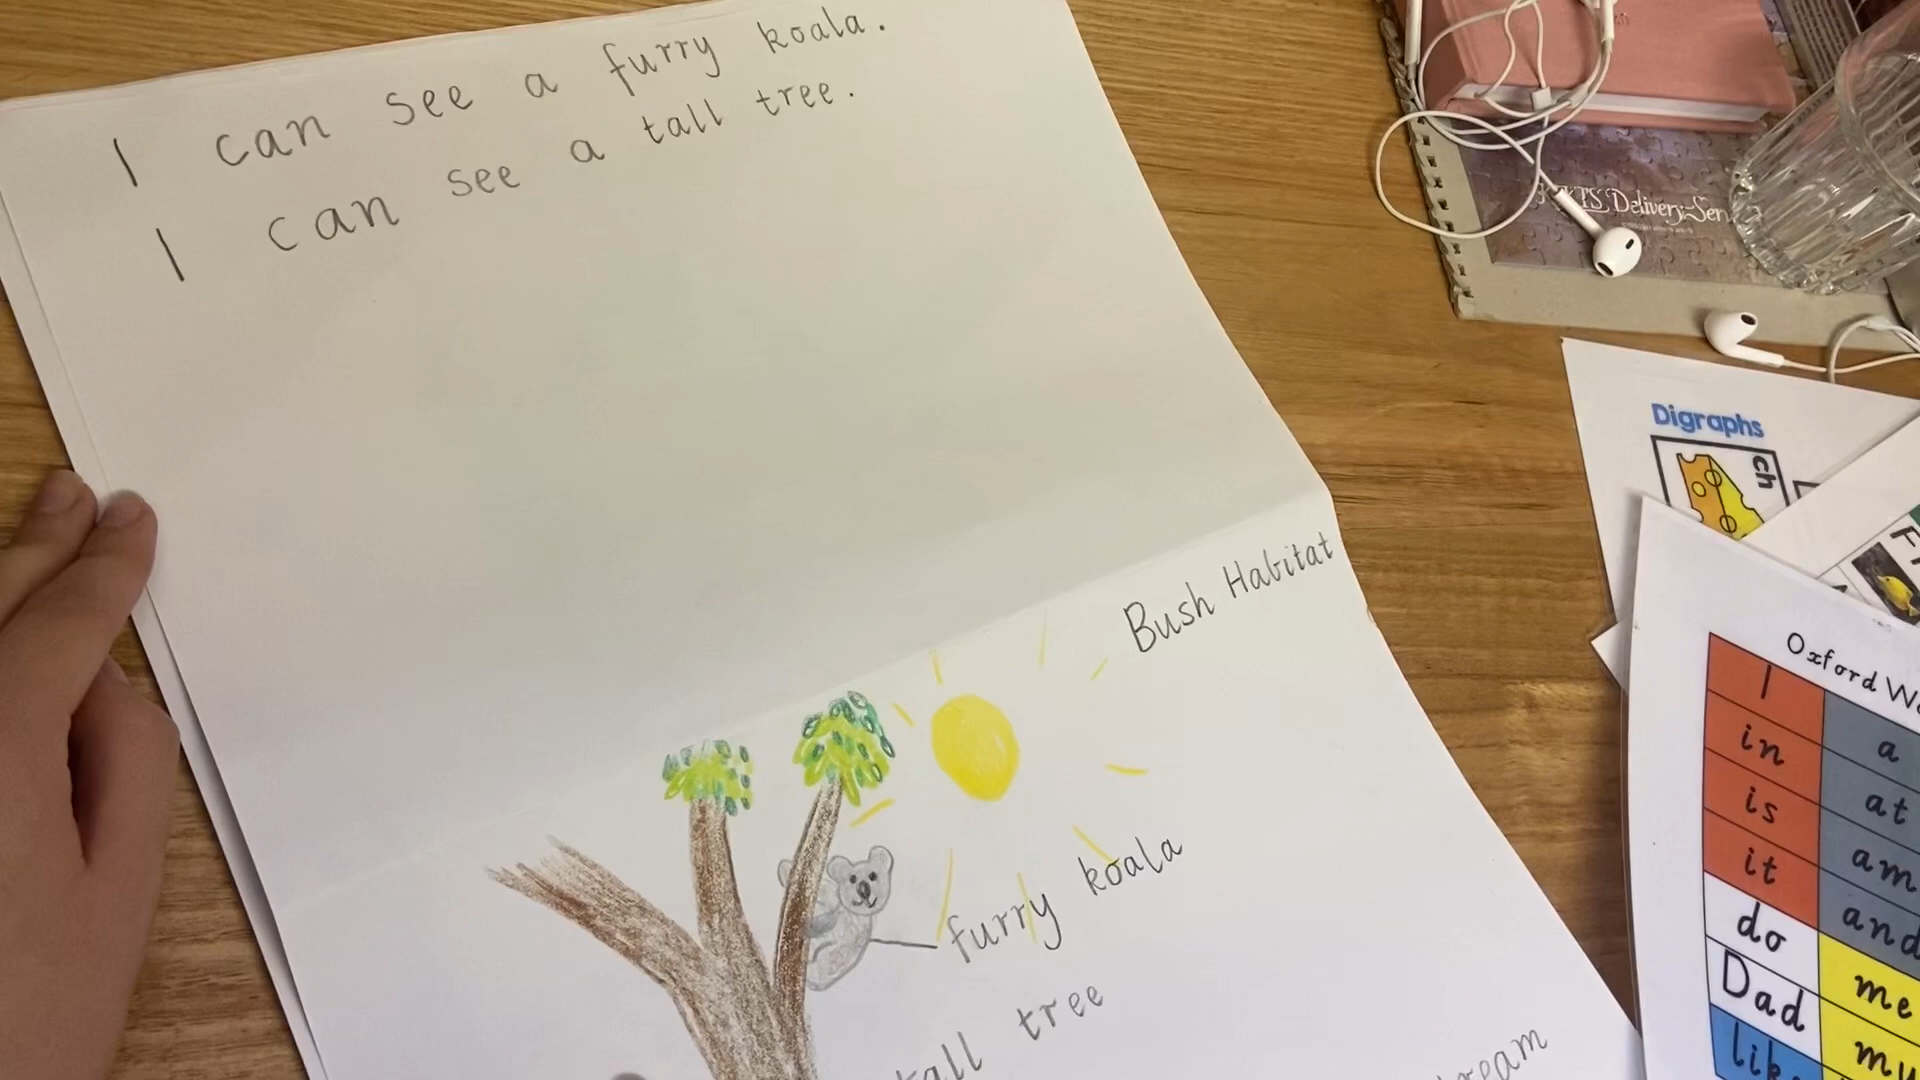 I can see a furry koala.
I can see a tall tree.
Bush Habitat
furry koala
tall tree
Delivery
Digraphs
ch
Oxford
I
in
a
is
at
it
am
do
and
Dad
me